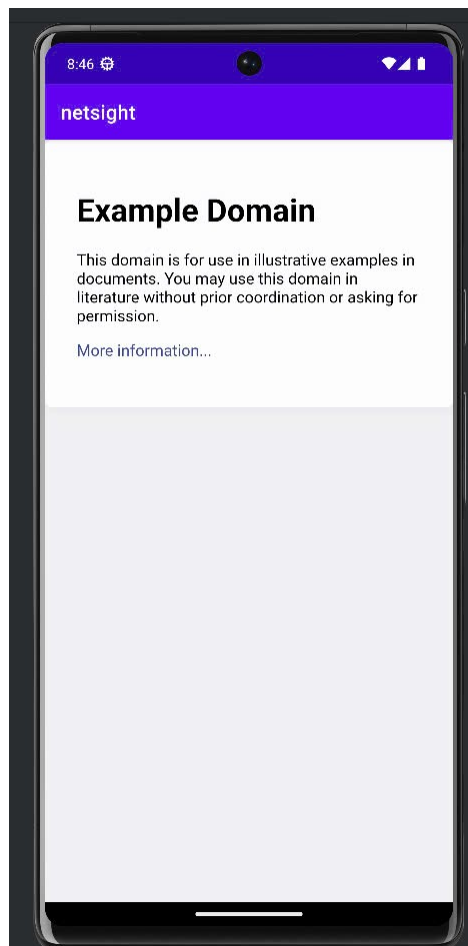 8:46
netsight
Example Domain
This domain is for use in illustrative examples in
documents. You may use this domain in
literature without prior coordination or asking for
permission.
More information...